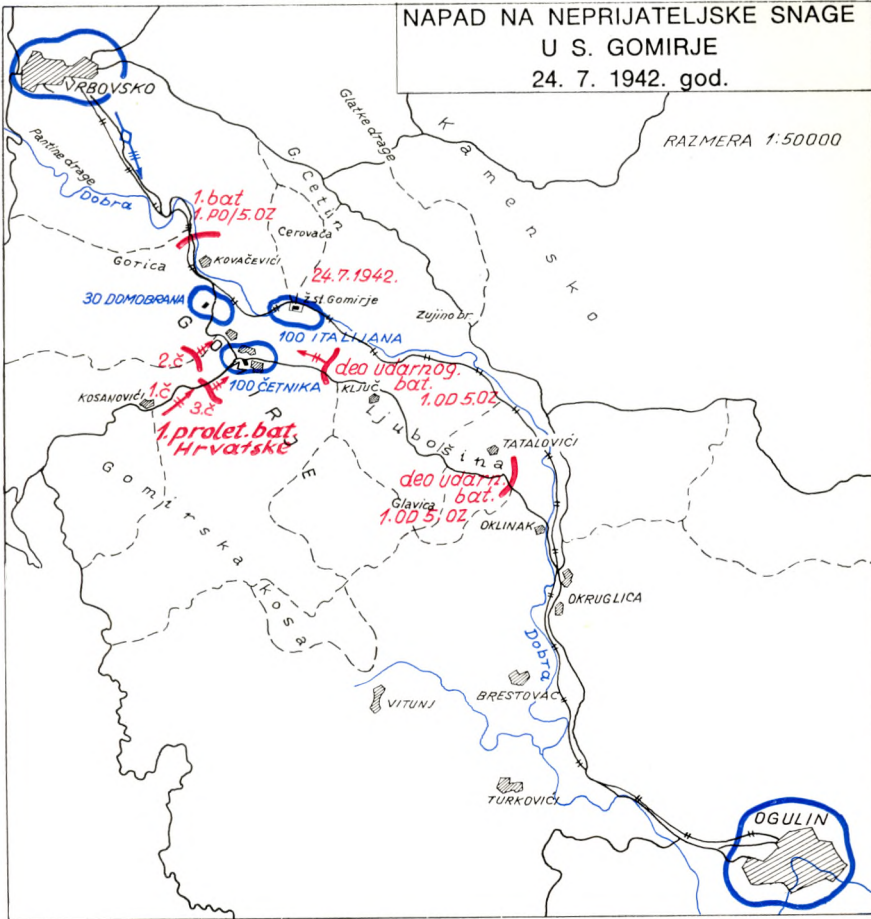 NAPAD NA NEPRIJATELJSKE SNAGE
U S. GOMIRJE
24. 7. 1942. god.
RAZMERA 1:50000
VRBOVSKO
Pantine drage
Dobra
Glatke drage
Kamensko
G Cetin
Cerovača
1. bat
1. PO/5.OZ
Gorica
KOVAČEVIĆI
24.7.1942.
ž.st. Gomirje
30 DOMOBRANA
100 ITALIJANA
Zujino br.
GOMIRJE
2.č
100 ČETNIKA
deo udarnog.
bat.
1.OD 5.OZ
KOSANOVIĆI
1.č
3.č
KLJUČ
1. prolet. bat.
Hrvatske
Ljubošina
TATALOVIĆI
deo udarn.
bat.
1.OD 5.OZ
Glavica
Gomirska kosa
OKLINAK
OKRUGLICA
Dobra
VITUNJ
BRESTOVAC
TURKOVIĆI
OGULIN